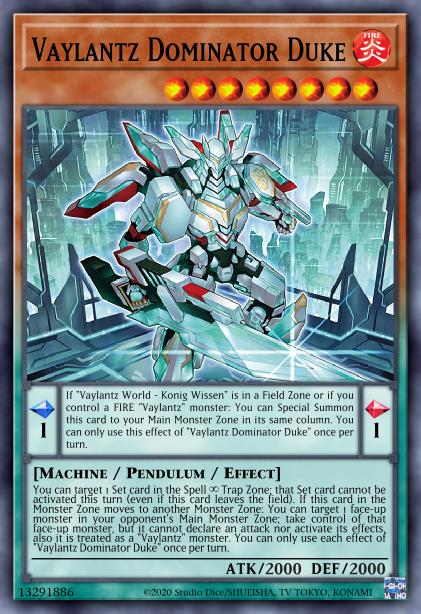 Vaylantz Dominator Duke
FIRE
炎
If "Vaylantz World - Konig Wissen" is in a Field Zone or if you
control a FIRE "Vaylantz" monster: You can Special Summon
this card to your Main Monster Zone in its same column. You
can only use this effect of "Vaylantz Dominator Duke" once per
turn.
1
1
[Machine / Pendulum / Effect]
You can target 1 Set card in the Spell ∞ Trap Zone; that Set card cannot be
activated this turn (even if this card leaves the field). If this card in the
Monster Zone moves to another Monster Zone: You can target 1 face-up
monster in your opponent's Main Monster Zone; take control of that
face-up monster, but it cannot declare an attack nor activate its effects,
also it is treated as a "Vaylantz" monster. You can only use each effect of
"Vaylantz Dominator Duke" once per turn.
ATK/2000 DEF/2000
13291886
©2020 Studio Dice/SHUEISHA, TV TOKYO, KONAMI